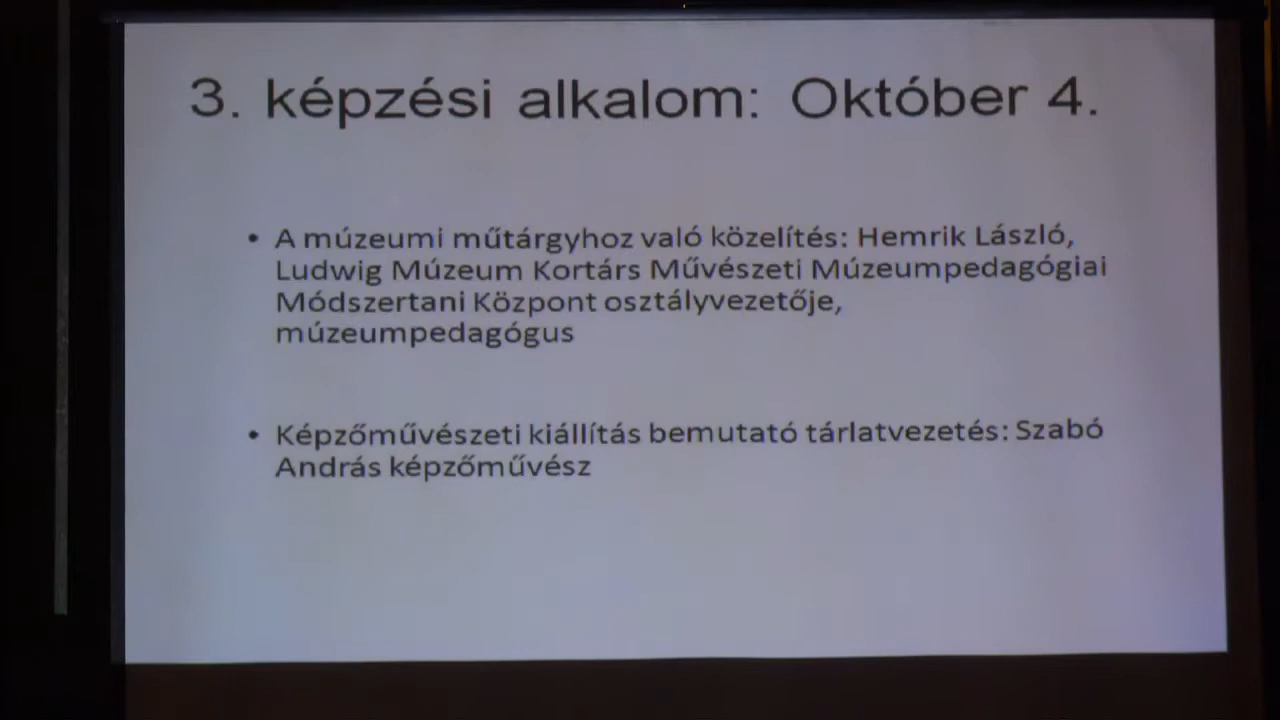 3. képzési alkalom: Október 4.
• A múzeumi műtárgyhoz való közelítés: Hemrik László,
Ludwig Múzeum Kortárs Művészeti Múzeumpedagógiai
Módszertani Központ osztályvezetője,
múzeumpedagógus
• Képzőművészeti kiállítás bemutató tárlatvezetés: Szabó
András képzőművész